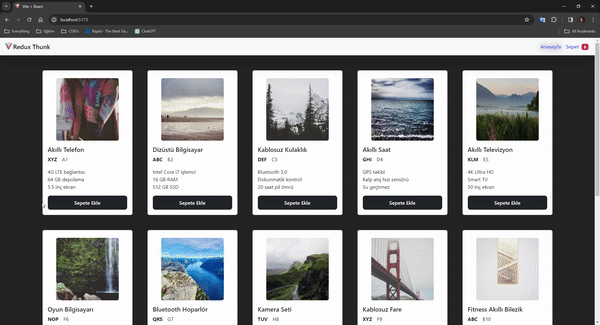 Vite + React
localhost:5173
Everything
Eğitim
CDN's
Rapid - The Next Ge...
ChatGPT
All Bookmarks
Redux Thunk
Anasayfa Sepet
Akıllı Telefon
XYZ A1
4G LTE bağlantısı
64 GB depolama
5.5 inç ekran
Sepete Ekle
Dizüstü Bilgisayar
ABC B2
Intel Core i7 işlemci
16 GB RAM
512 GB SSD
Sepete Ekle
Kablosuz Kulaklık
DEF C3
Bluetooth 5.0
Dokunmatik kontrol
20 saat pil ömrü
Sepete Ekle
Akıllı Saat
GHI D4
GPS takibi
Kalp atış hızı sensörü
Su geçirmez
Sepete Ekle
Akıllı Televizyon
KLM E5
4K Ultra HD
Smart TV
50 inç ekran
Sepete Ekle
Oyun Bilgisayarı
NOP F6
Bluetooth Hoparlör
QRS G7
Kamera Seti
TUV H8
Kablosuz Fare
XYZ F9
Fitness Akıllı Bilezik
ABC B10